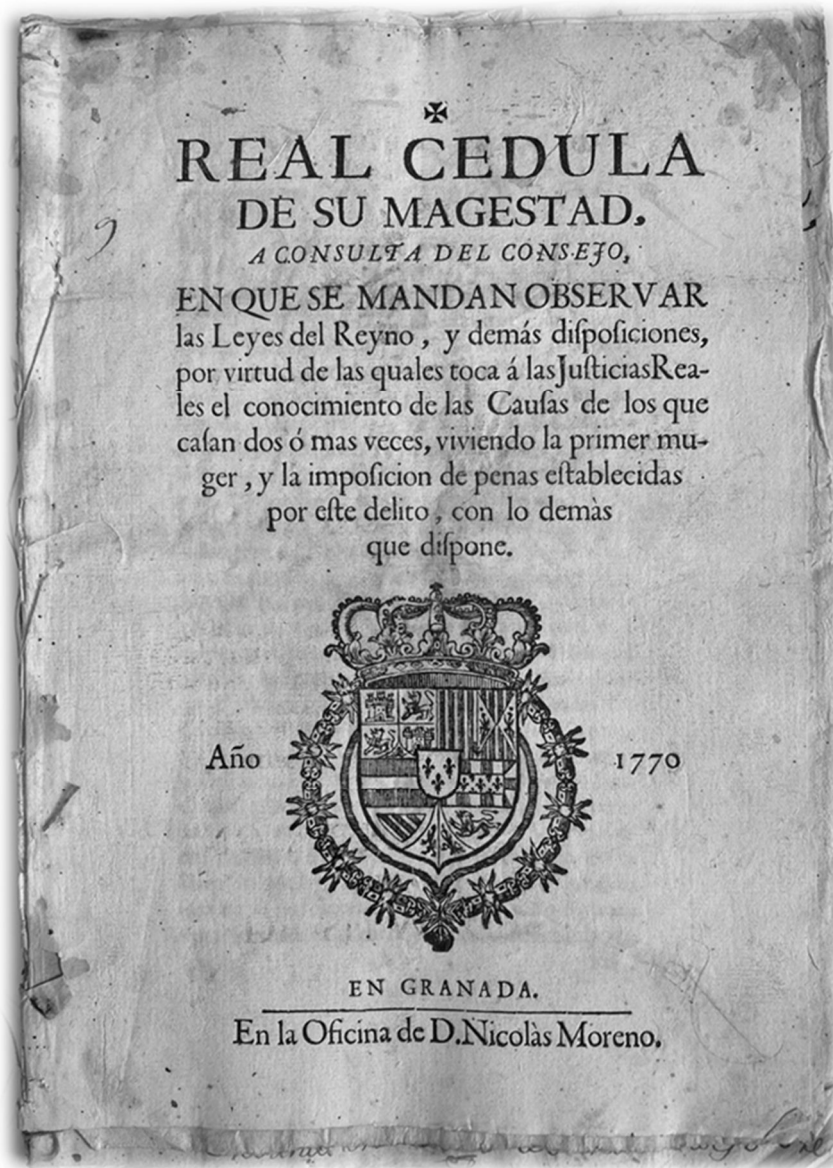 ✠
REAL CEDULA
DE SU MAGESTAD,
A CONSULTA DEL CONSEJO,
EN QUE SE MANDAN OBSERVAR
las Leyes del Reyno, y demás diſpoſiciones,
por virtud de las quales toca á las Juſticias Rea-
les el conocimiento de las Cauſas de los que
caſan dos ó mas veces, viviendo la primer mu-
ger, y la impoſicion de penas eſtablecidas
por eſte delito, con lo demàs
que diſpone.
Año 1770
EN GRANADA.
En la Oficina de D. Nicolàs Moreno.